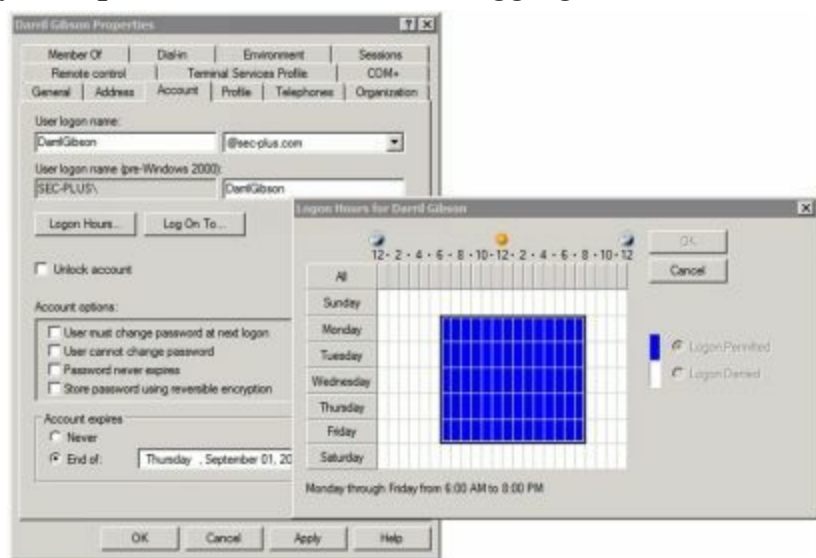 Darril Gibson Properties
? X
Member Of Dial-in Environment Sessions
Remote control Terminal Services Profile COM+
General Address Account Profile Telephones Organization
User logon name:
DarrilGibson @sec-plus.com
User logon name (pre-Windows 2000):
SEC-PLUS\ DarrilGibson
Logon Hours... Log On To...
Unlock account
Account options:
User must change password at next logon
User cannot change password
Password never expires
Store password using reversible encryption
Account expires
Never
End of: Thursday , September 01, 20
OK Cancel Apply Help
Logon Hours for Darril Gibson
X
12 · 2 · 4 · 6 · 8 · 10 · 12 · 2 · 4 · 6 · 8 · 10 · 12
All
Sunday
Monday
Tuesday
Wednesday
Thursday
Friday
Saturday
OK
Cancel
Logon Permitted
Logon Denied
Monday through Friday from 6:00 AM to 8:00 PM